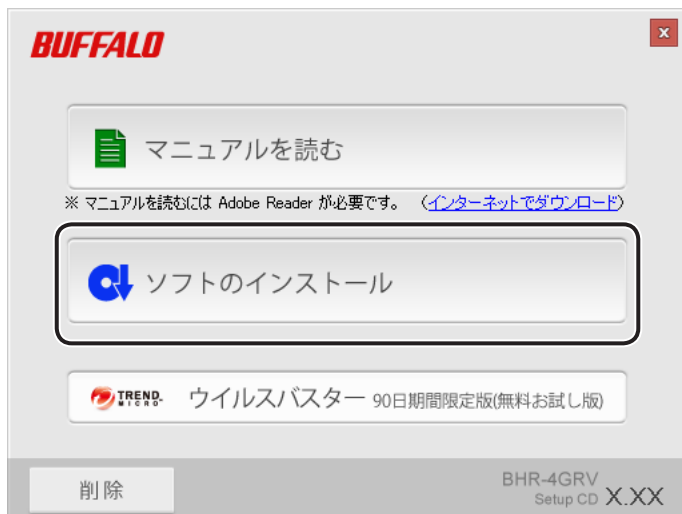 BUFFALO
x
マニュアルを読む
※ マニュアルを読むには Adobe Reader が必要です。 (インターネットでダウンロード)
ソフトのインストール
TREND MICRO ウイルスバスター 90日期間限定版(無料お試し版)
削除
BHR-4GRV
Setup CD X.XX